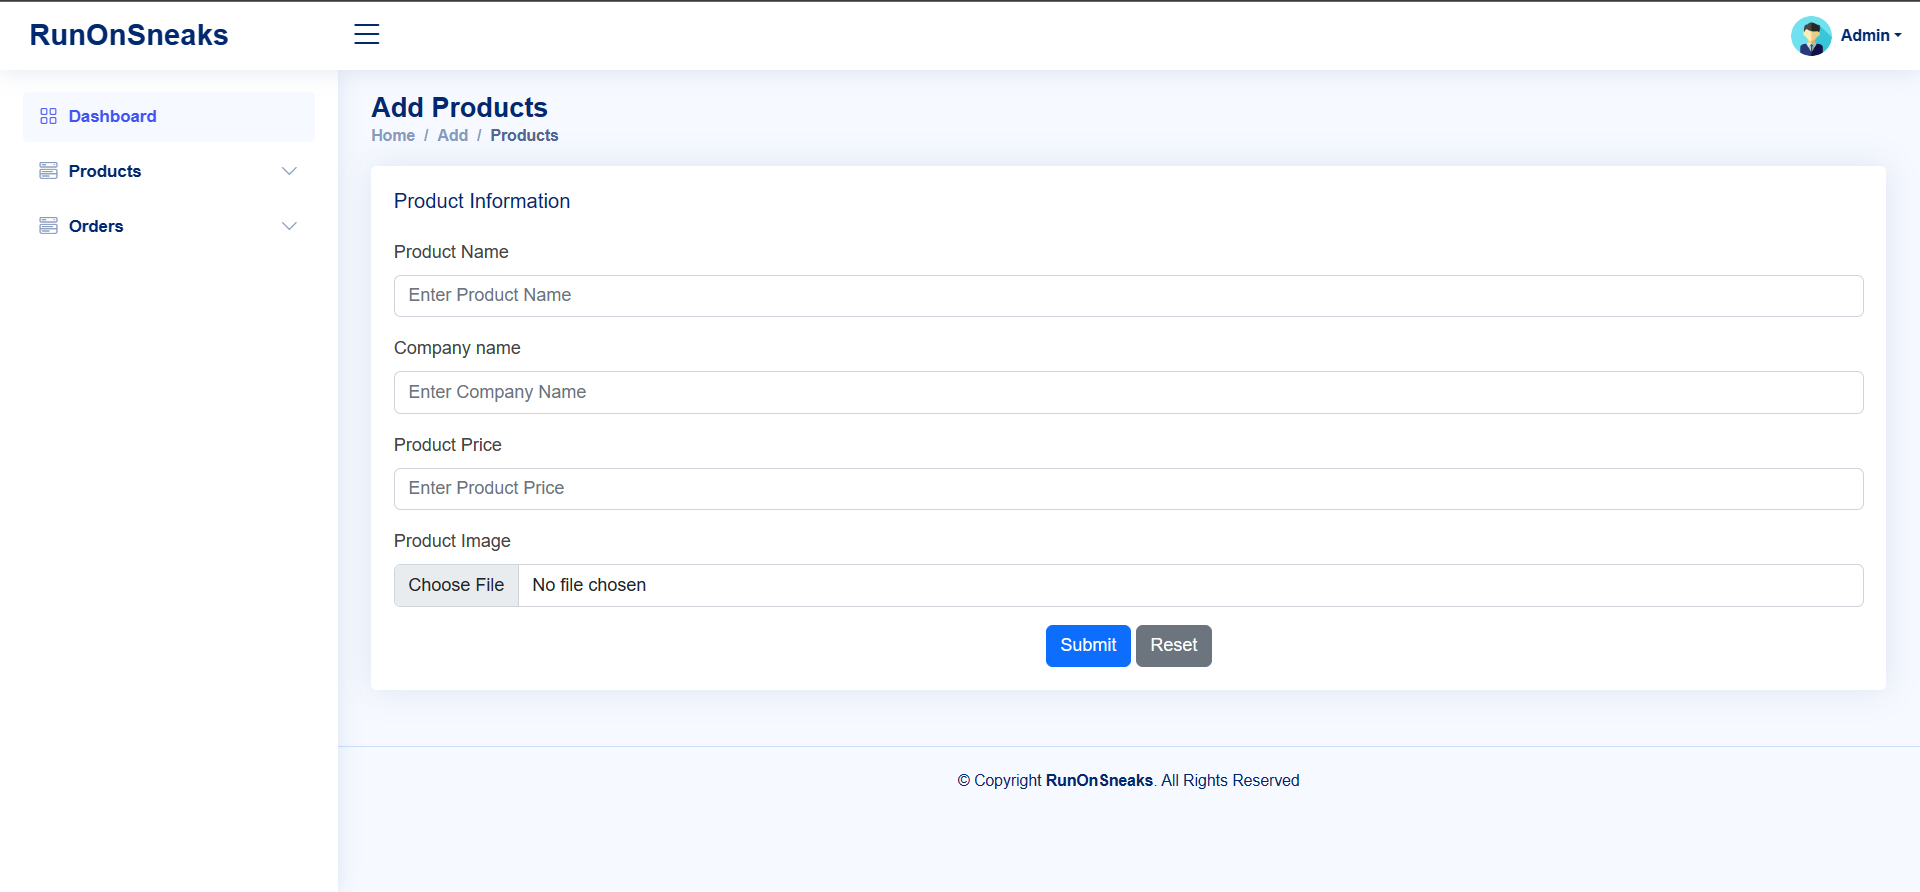 RunOnSneaks
Admin
Dashboard
Products
Orders
Add Products
Home / Add / Products
Product Information
Product Name
Enter Product Name
Company name
Enter Company Name
Product Price
Enter Product Price
Product Image
Choose File No file chosen
Submit Reset
© Copyright RunOnSneaks. All Rights Reserved